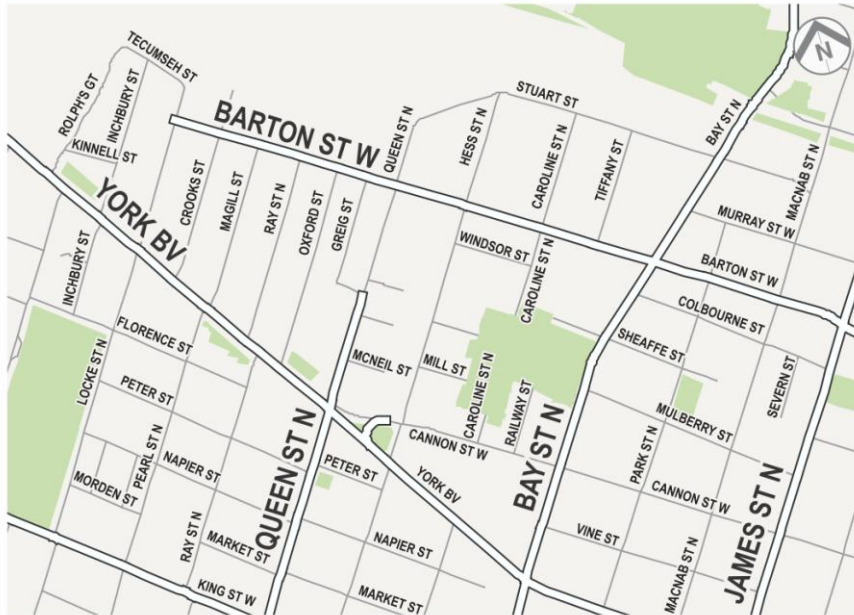 TECUMSEH ST
ROLPH'S GT
INCHBURY ST
KINNELL ST
BARTON ST W
QUEEN ST N
HESS ST N
STUART ST
CAROLINE ST N
TIFFANY ST
BAY ST N
N
MACNAB ST N
MURRAY ST W
YORK BV
CROOKS ST
MAGILL ST
RAY ST N
OXFORD ST
GREIG ST
WINDSOR ST
CAROLINE ST N
BARTON ST W
COLBOURNE ST
INCHBURY ST
FLORENCE ST
LOCKE ST N
PETER ST
MCNEIL ST
MILL ST
CAROLINE ST N
RAILWAY ST
SHEAFFE ST
SEVERN ST
MULBERRY ST
PEARL ST N
NAPIER ST
MORDEN ST
QUEEN ST N
PETER ST
YORK BV
CANNON ST W
BAY ST N
PARK ST N
CANNON ST W
JAMES ST N
RAY ST N
MARKET ST
KING ST W
NAPIER ST
MARKET ST
VINE ST
MACNAB ST N